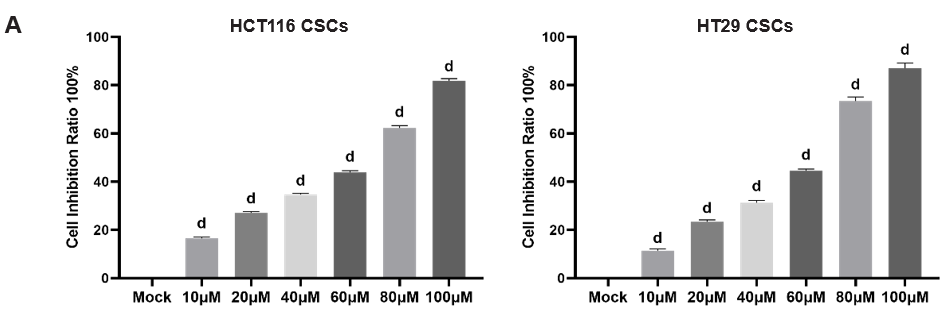 A
HCT116 CSCs
Cell Inhibition Ratio 100%
100
80
60
40
20
0
d
d
d
d
d
d
Mock 10µM 20µM 40µM 60µM 80µM 100µM
HT29 CSCs
Cell Inhibition Ratio 100%
100
80
60
40
20
0
d
d
d
d
d
d
Mock 10µM 20µM 40µM 60µM 80µM 100µM